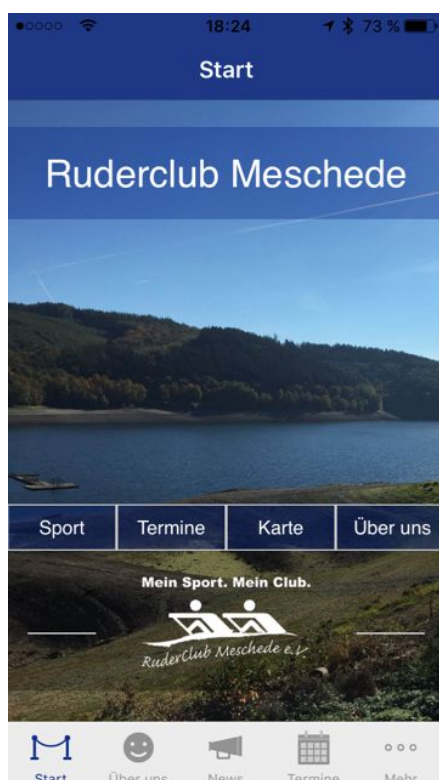 18:24 73 %
Start
Ruderclub Meschede
Sport Termine Karte Über uns
Mein Sport. Mein Club.
RuderClub Meschede e.V.
Start Über uns News Termine Mehr